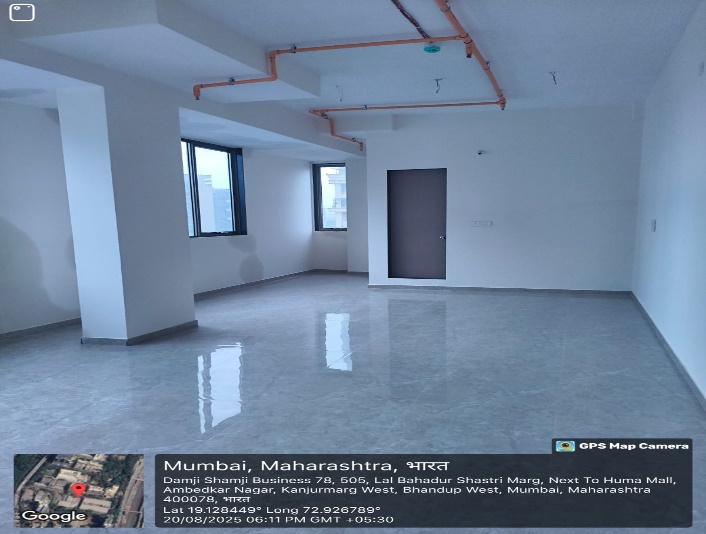 GPS Map Camera
Mumbai, Maharashtra, भारत
Damji Shamji Business 78, 505, Lal Bahadur Shastri Marg, Next To Huma Mall,
Ambedkar Nagar, Kanjurmarg West, Bhandup West, Mumbai, Maharashtra
400078, भारत
Lat 19.128449° Long 72.926789°
20/08/2025 06:11 PM GMT +05:30
Google